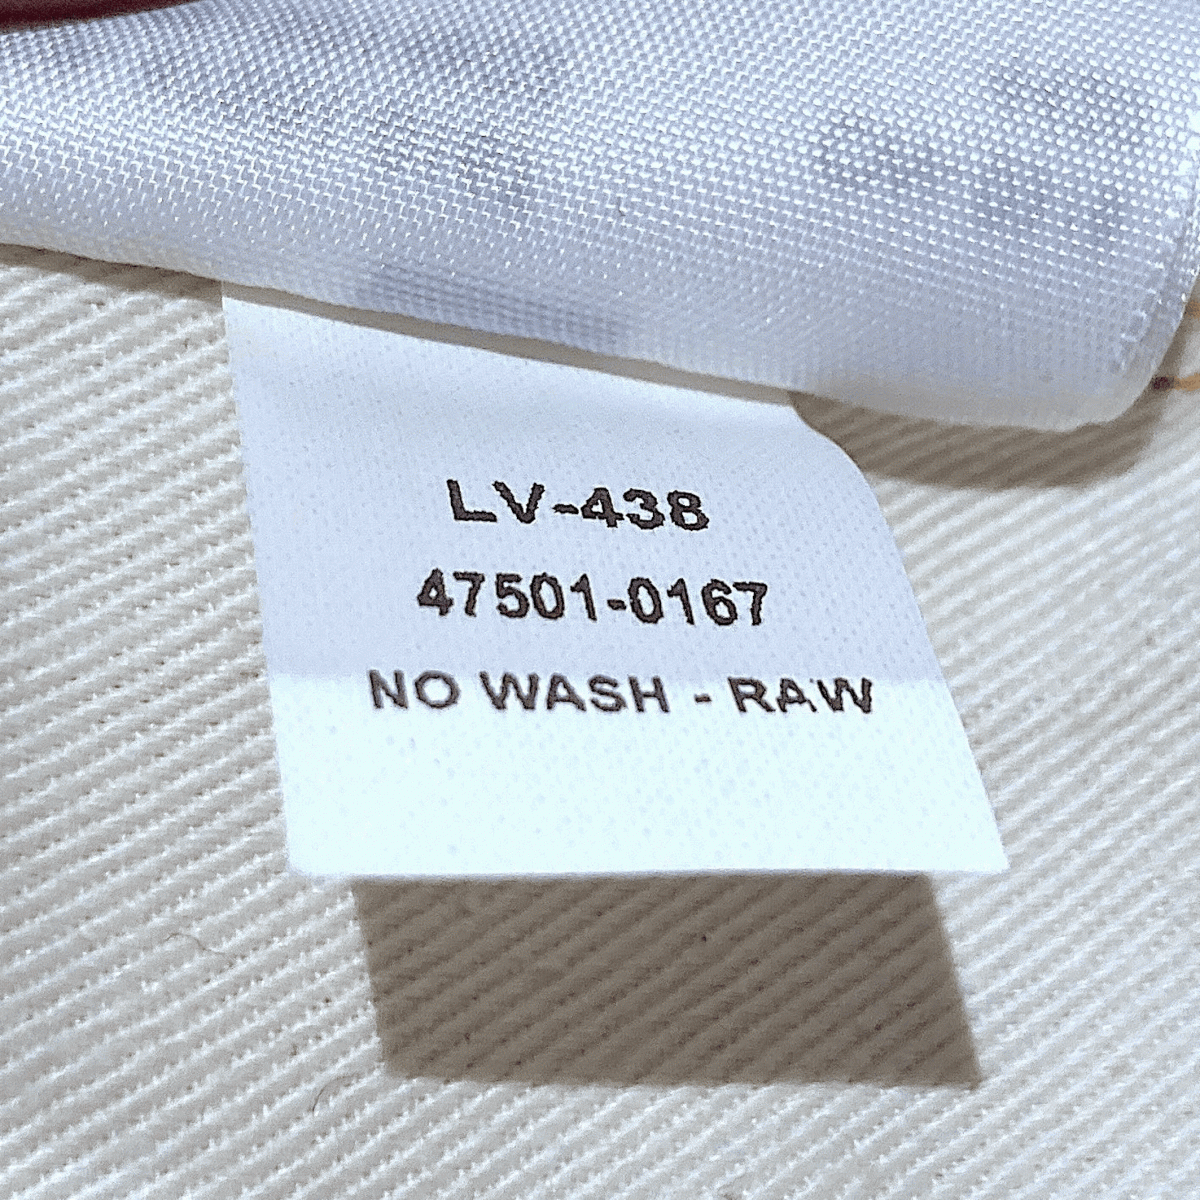 LV-438
47501-0167
NO WASH - RAW